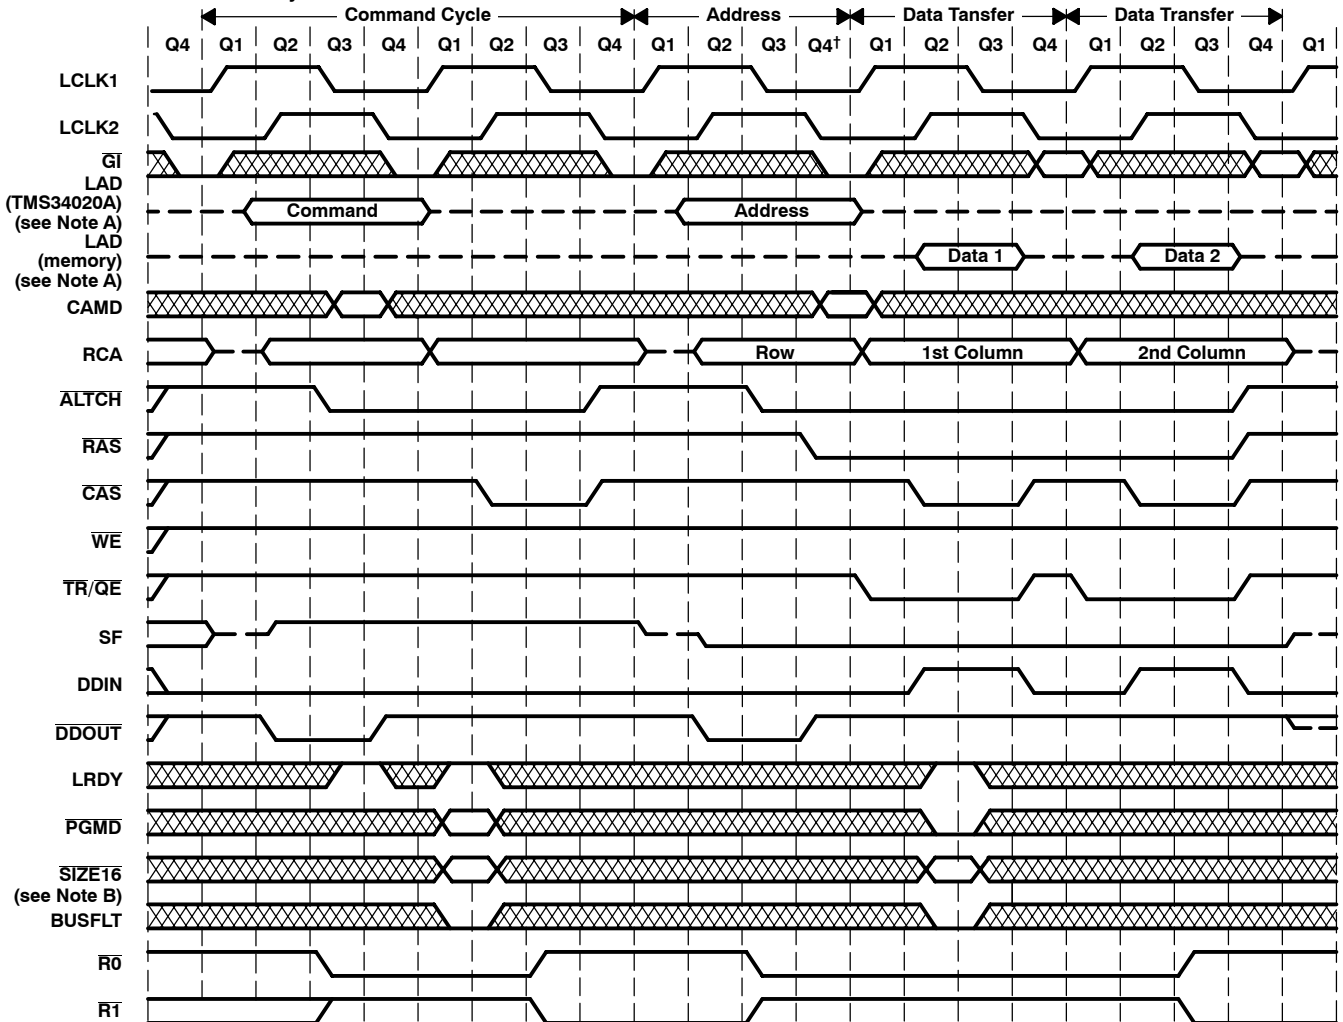 Command Cycle Address Data Tansfer Data Transfer
Q4 Q1 Q2 Q3 Q4 Q1 Q2 Q3 Q4 Q1 Q2 Q3 Q4† Q1 Q2 Q3 Q4 Q1 Q2 Q3 Q4 Q1
LCLK1
LCLK2
GI
LAD
(TMS34020A)
(see Note A)
Command Address
LAD
(memory)
(see Note A)
Data 1 Data 2
CAMD
RCA
Row 1st Column 2nd Column
ALTCH
RAS
CAS
WE
TR/QE
SF
DDIN
DDOUT
LRDY
PGMD
SIZE16
(see Note B)
BUSFLT
R0
R1